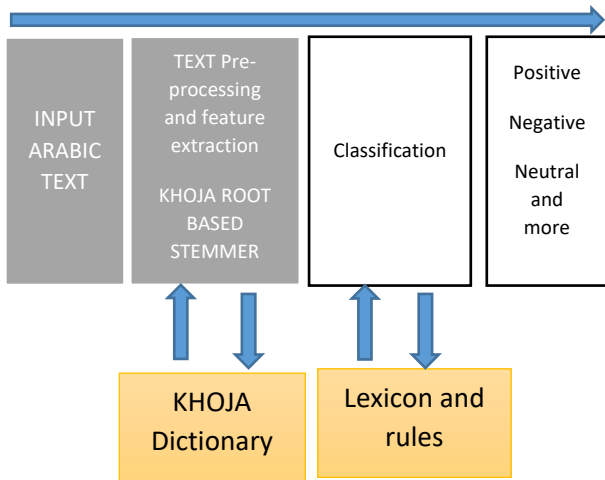 INPUT
ARABIC
TEXT
TEXT Pre-
processing
and feature
extraction
KHOJA ROOT
BASED
STEMMER
Classification
Positive
Negative
Neutral
and
more
KHOJA
Dictionary
Lexicon and
rules